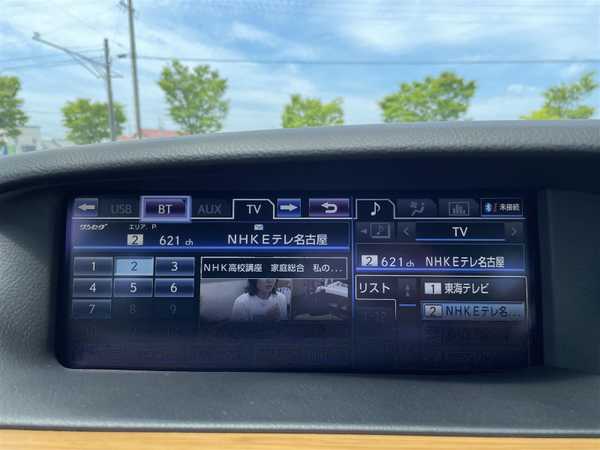 USB BT AUX TV
未接続
ワンセグ エリア, P. 2 621 ch NHKEテレ名古屋
TV
1 2 3
4 5 6
7 8 9
NHK高校講座 家庭総合 私の...
2 621 ch NHKEテレ名古屋
リスト
1 東海テレビ
1-12
2 NHKEテレ名...